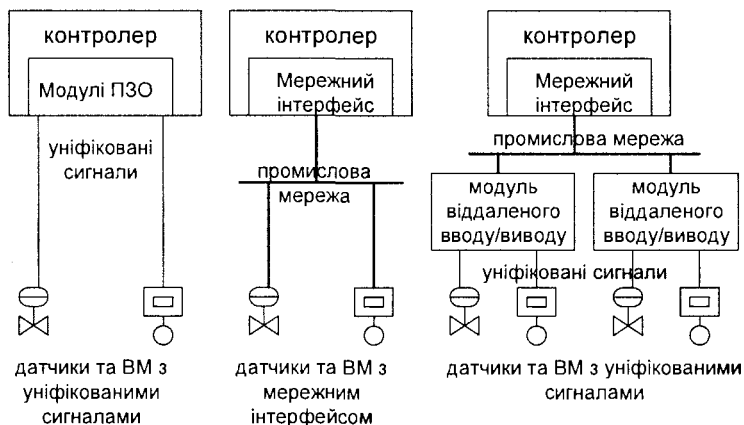 контролер
Модулі ПЗО
уніфіковані
сигнали
датчики та ВМ з
уніфікованими
сигналами
контролер
Мережний
інтерфейс
промислова
мережа
датчики та ВМ з
мережним
інтерфейсом
контролер
Мережний
інтерфейс
промислова мережа
модуль
віддаленого
вводу/виводу
модуль
віддаленого
вводу/виводу
уніфіковані сигнали
датчики та ВМ з уніфікованими
сигналами